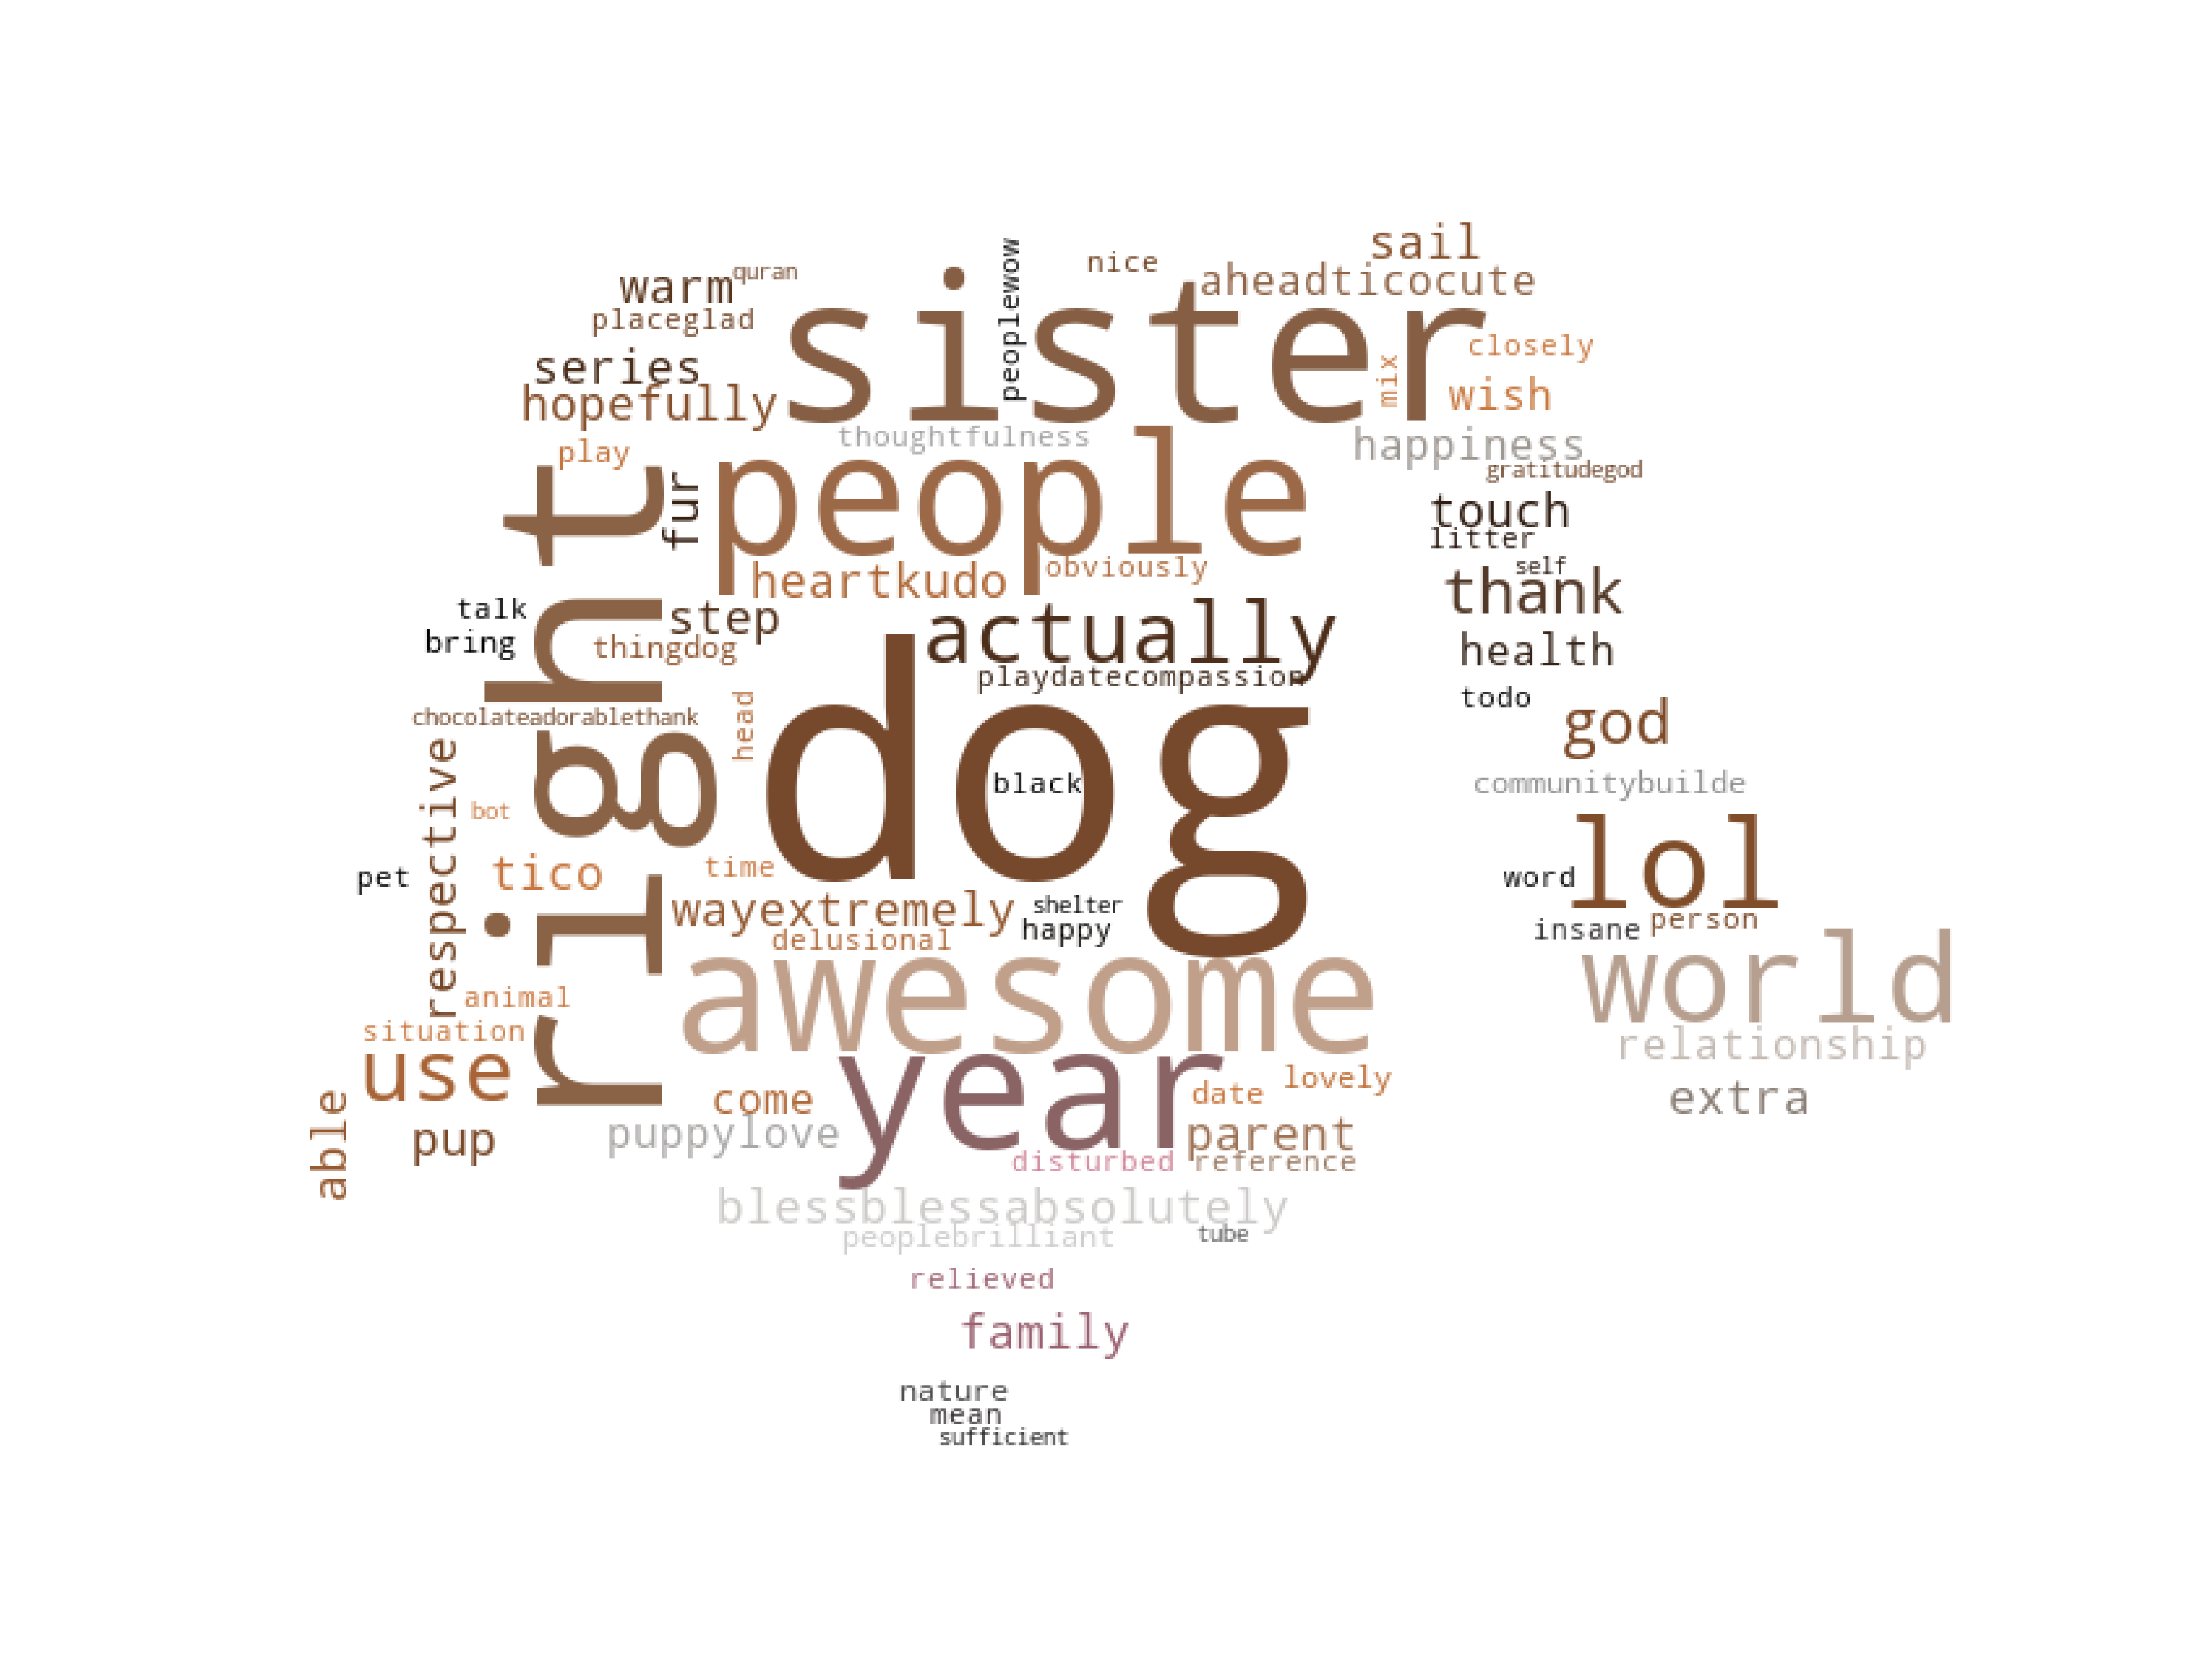 sail
nice
quran
warm
aheadticocute
peoplewow
placeglad
sister
closely
series
mix
wish
hopefully
thoughtfulness
happiness
play
gratitudegod
fur
people
touch
litter
obviously
self
heartkudo
thank
talk
step
actually
bring
thingdog
health
playdatecompassion
todo
chocolateadorablethank
head
god
right
dog
black
communitybuilde
bot
respective
time
tico
lol
pet
word
wayextremely
shelter
happy
insane
person
delusional
animal
awesome
world
situation
relationship
use
year
lovely
date
come
extra
able
pup
puppylove
parent
disturbed
reference
blessblessabsolutely
peoplebrilliant
tube
relieved
family
nature
mean
sufficient